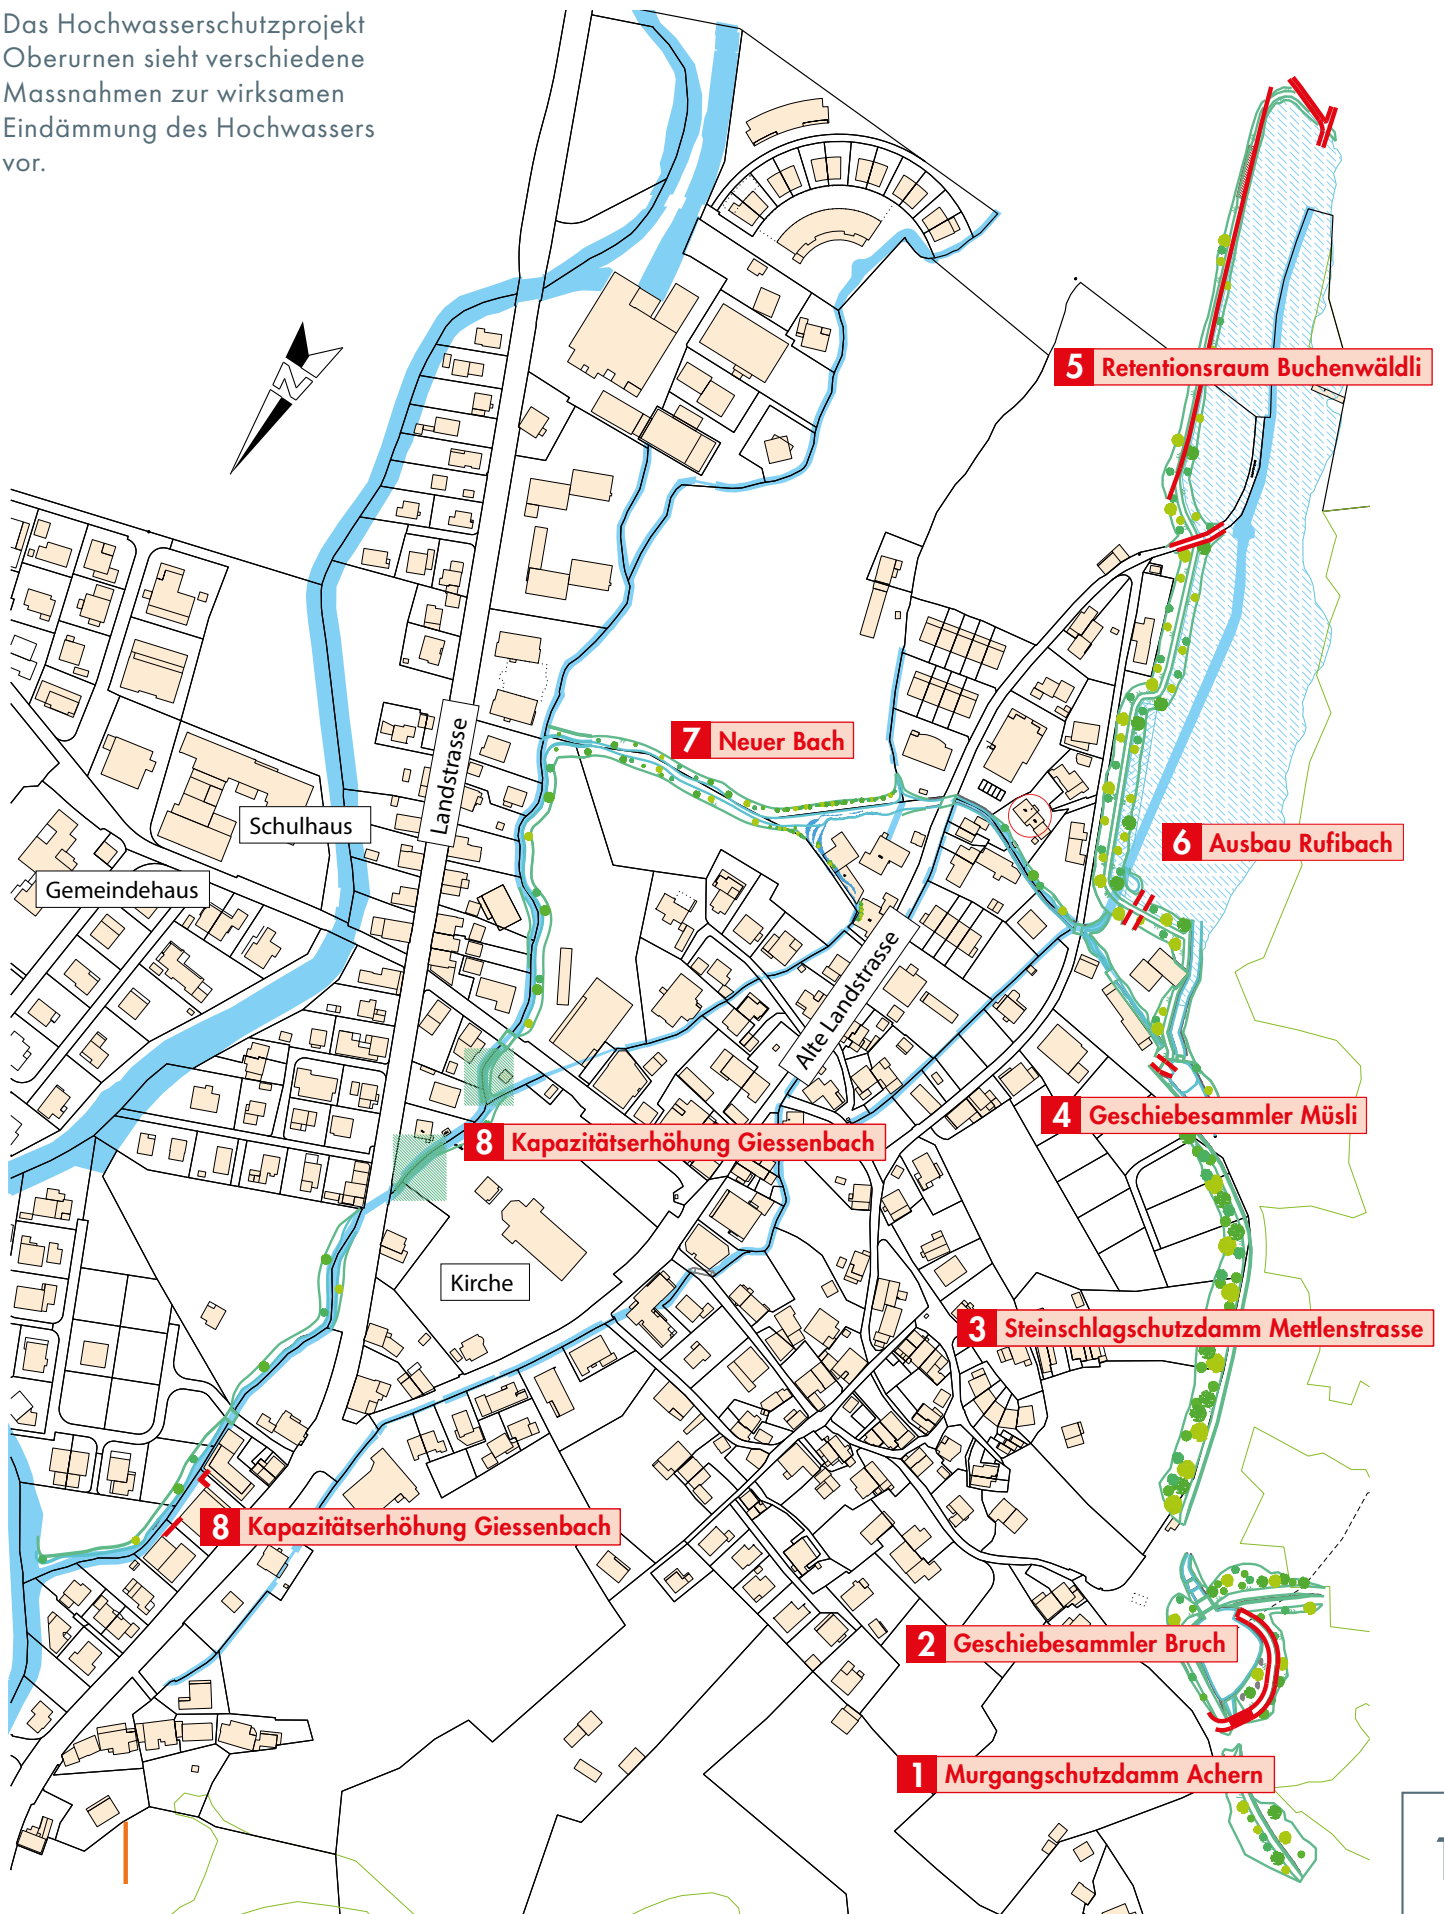 Das Hochwasserschutzprojekt
Oberurnen sieht verschiedene
Massnahmen zur wirksamen
Eindämmung des Hochwassers
vor.
N
5 Retentionsraum Buchenwäldli
7 Neuer Bach
Landstrasse
Schulhaus
6 Ausbau Rufibach
Gemeindehaus
Alte Landstrasse
4 Geschiebesammler Müsli
8 Kapazitätserhöhung Giessenbach
Kirche
3 Steinschlagschutzdamm Mettlenstrasse
8 Kapazitätserhöhung Giessenbach
2 Geschiebesammler Bruch
1 Murgangschutzdamm Achern